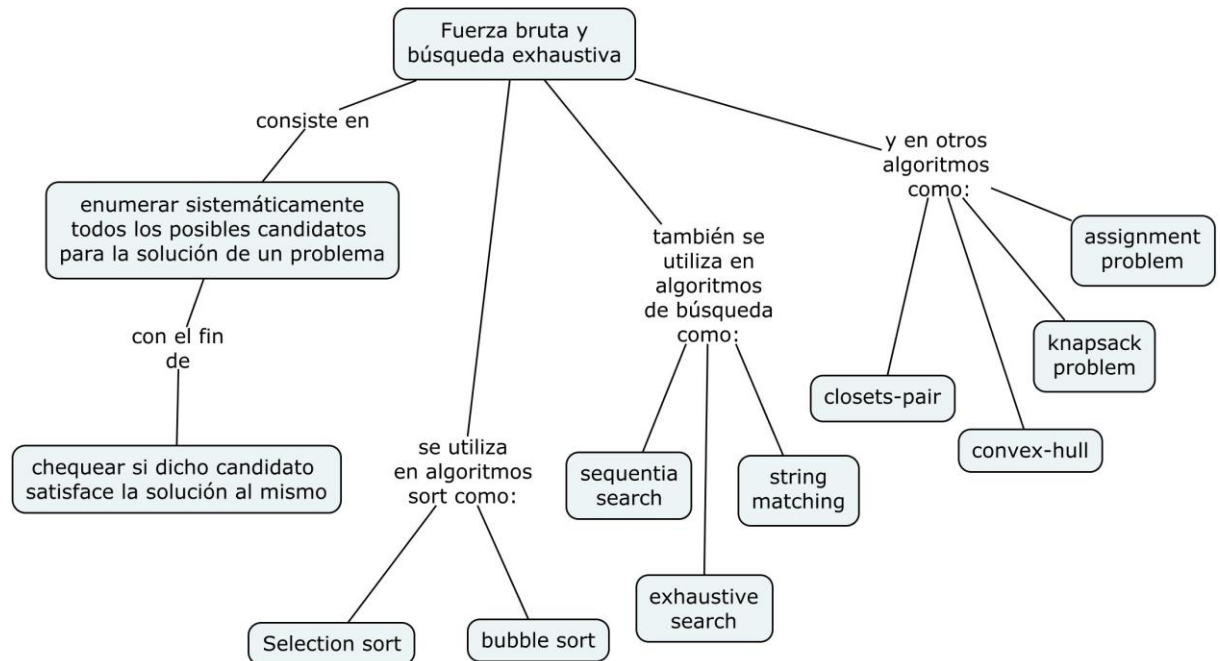 Fuerza bruta y
búsqueda exhaustiva
consiste en
enumerar sistemáticamente
todos los posibles candidatos
para la solución de un problema
con el fin
de
chequear si dicho candidato
satisface la solución al mismo
se utiliza
en algoritmos
sort como:
Selection sort
bubble sort
también se
utiliza en
algoritmos
de búsqueda
como:
sequentia
search
exhaustive
search
string
matching
y en otros
algoritmos
como:
closets-pair
convex-hull
knapsack
problem
assignment
problem